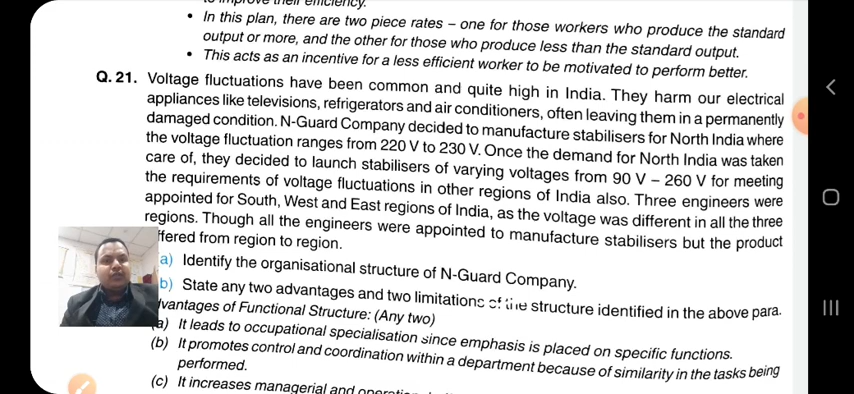 to improve their efficiency.
• In this plan, there are two piece rates – one for those workers who produce the standard
output or more, and the other for those who produce less than the standard output.
• This acts as an incentive for a less efficient worker to be motivated to perform better.
Q. 21. Voltage fluctuations have been common and quite high in India. They harm our electrical
appliances like televisions, refrigerators and air conditioners, often leaving them in a permanently
damaged condition. N-Guard Company decided to manufacture stabilisers for North India where
the voltage fluctuation ranges from 220 V to 230 V. Once the demand for North India was taken
care of, they decided to launch stabilisers of varying voltages from 90 V – 260 V for meeting
the requirements of voltage fluctuations in other regions of India also. Three engineers were
appointed for South, West and East regions of India, as the voltage was different in all the three
regions. Though all the engineers were appointed to manufacture stabilisers but the product
ffered from region to region.
a) Identify the organisational structure of N-Guard Company.
b) State any two advantages and two limitations of the structure identified in the above para.
dvantages of Functional Structure: (Any two)
(a) It leads to occupational specialisation since emphasis is placed on specific functions.
(b) It promotes control and coordination within a department because of similarity in the tasks being
performed.
(c) It increases managerial and